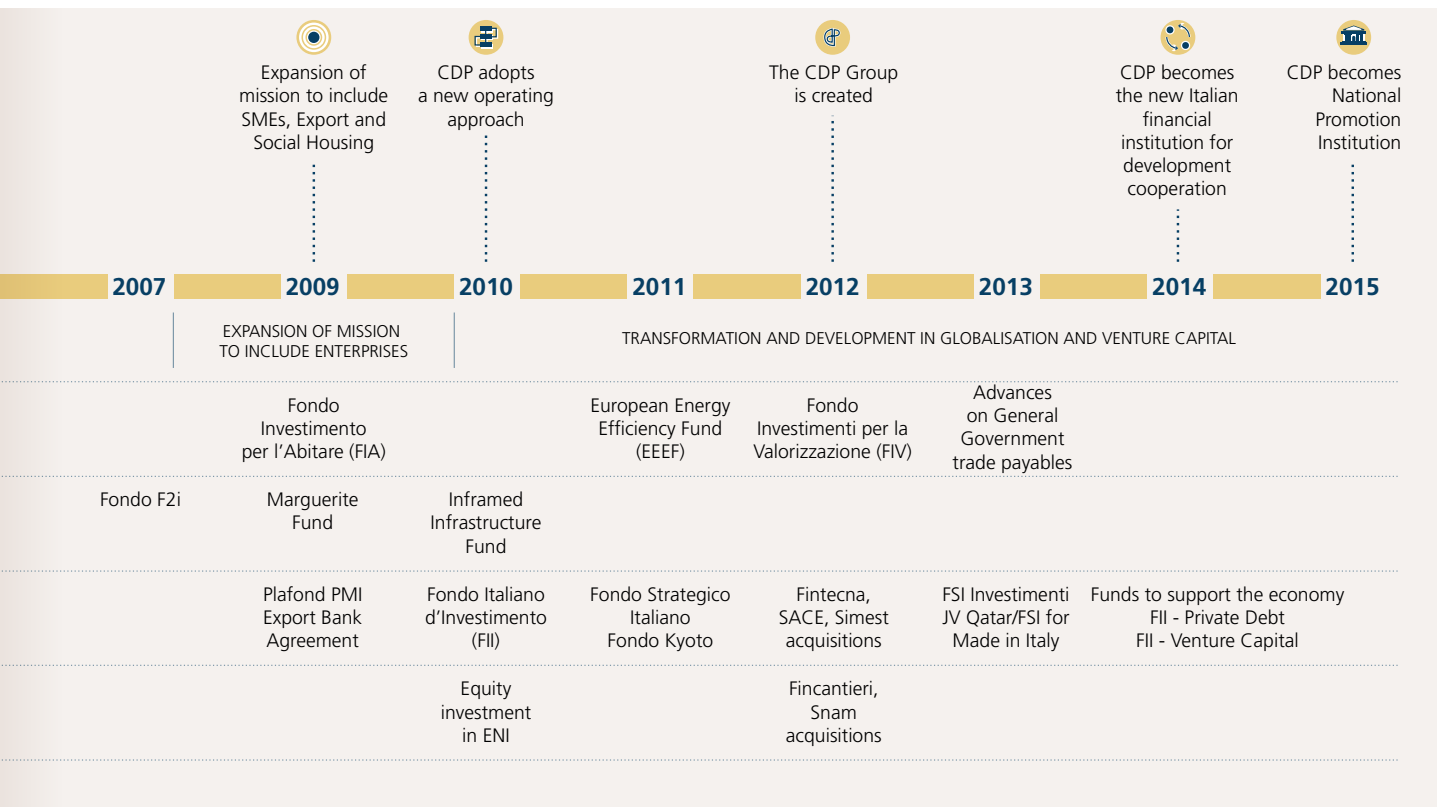 Expansion of
mission to include
SMEs, Export and
Social Housing
CDP adopts
a new operating
approach
The CDP Group
is created
CDP becomes
the new Italian
financial
institution for
development
cooperation
CDP becomes
National
Promotion
Institution
2007
2009
2010
2011
2012
2013
2014
2015
EXPANSION OF MISSION
TO INCLUDE ENTERPRISES
TRANSFORMATION AND DEVELOPMENT IN GLOBALISATION AND VENTURE CAPITAL
Fondo
Investimento
per l'Abitare (FIA)
European Energy
Efficiency Fund
(EEEF)
Fondo
Investimenti per la
Valorizzazione (FIV)
Advances
on General
Government
trade payables
Fondo F2i
Marguerite
Fund
Inframed
Infrastructure
Fund
Plafond PMI
Export Bank
Agreement
Fondo Italiano
d'Investimento
(FII)
Fondo Strategico
Italiano
Fondo Kyoto
Fintecna,
SACE, Simest
acquisitions
FSI Investimenti
JV Qatar/FSI for
Made in Italy
Funds to support the economy
FII - Private Debt
FII - Venture Capital
Equity
investment
in ENI
Fincantieri,
Snam
acquisitions